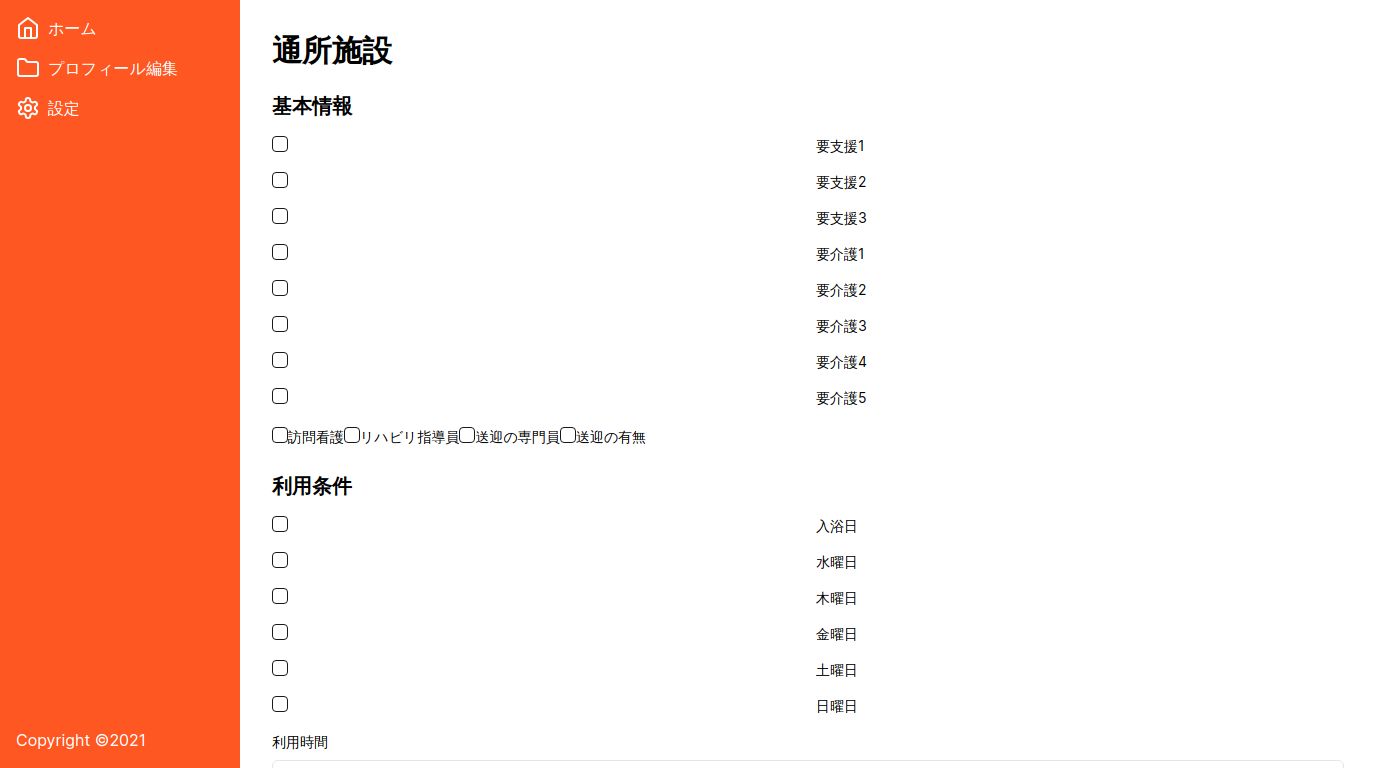 ホーム
プロフィール編集
設定
Copyright ©2021
通所施設
基本情報
要支援1
要支援2
要支援3
要介護1
要介護2
要介護3
要介護4
要介護5
訪問看護 リハビリ指導員 送迎の専門員 送迎の有無
利用条件
入浴日
水曜日
木曜日
金曜日
土曜日
日曜日
利用時間